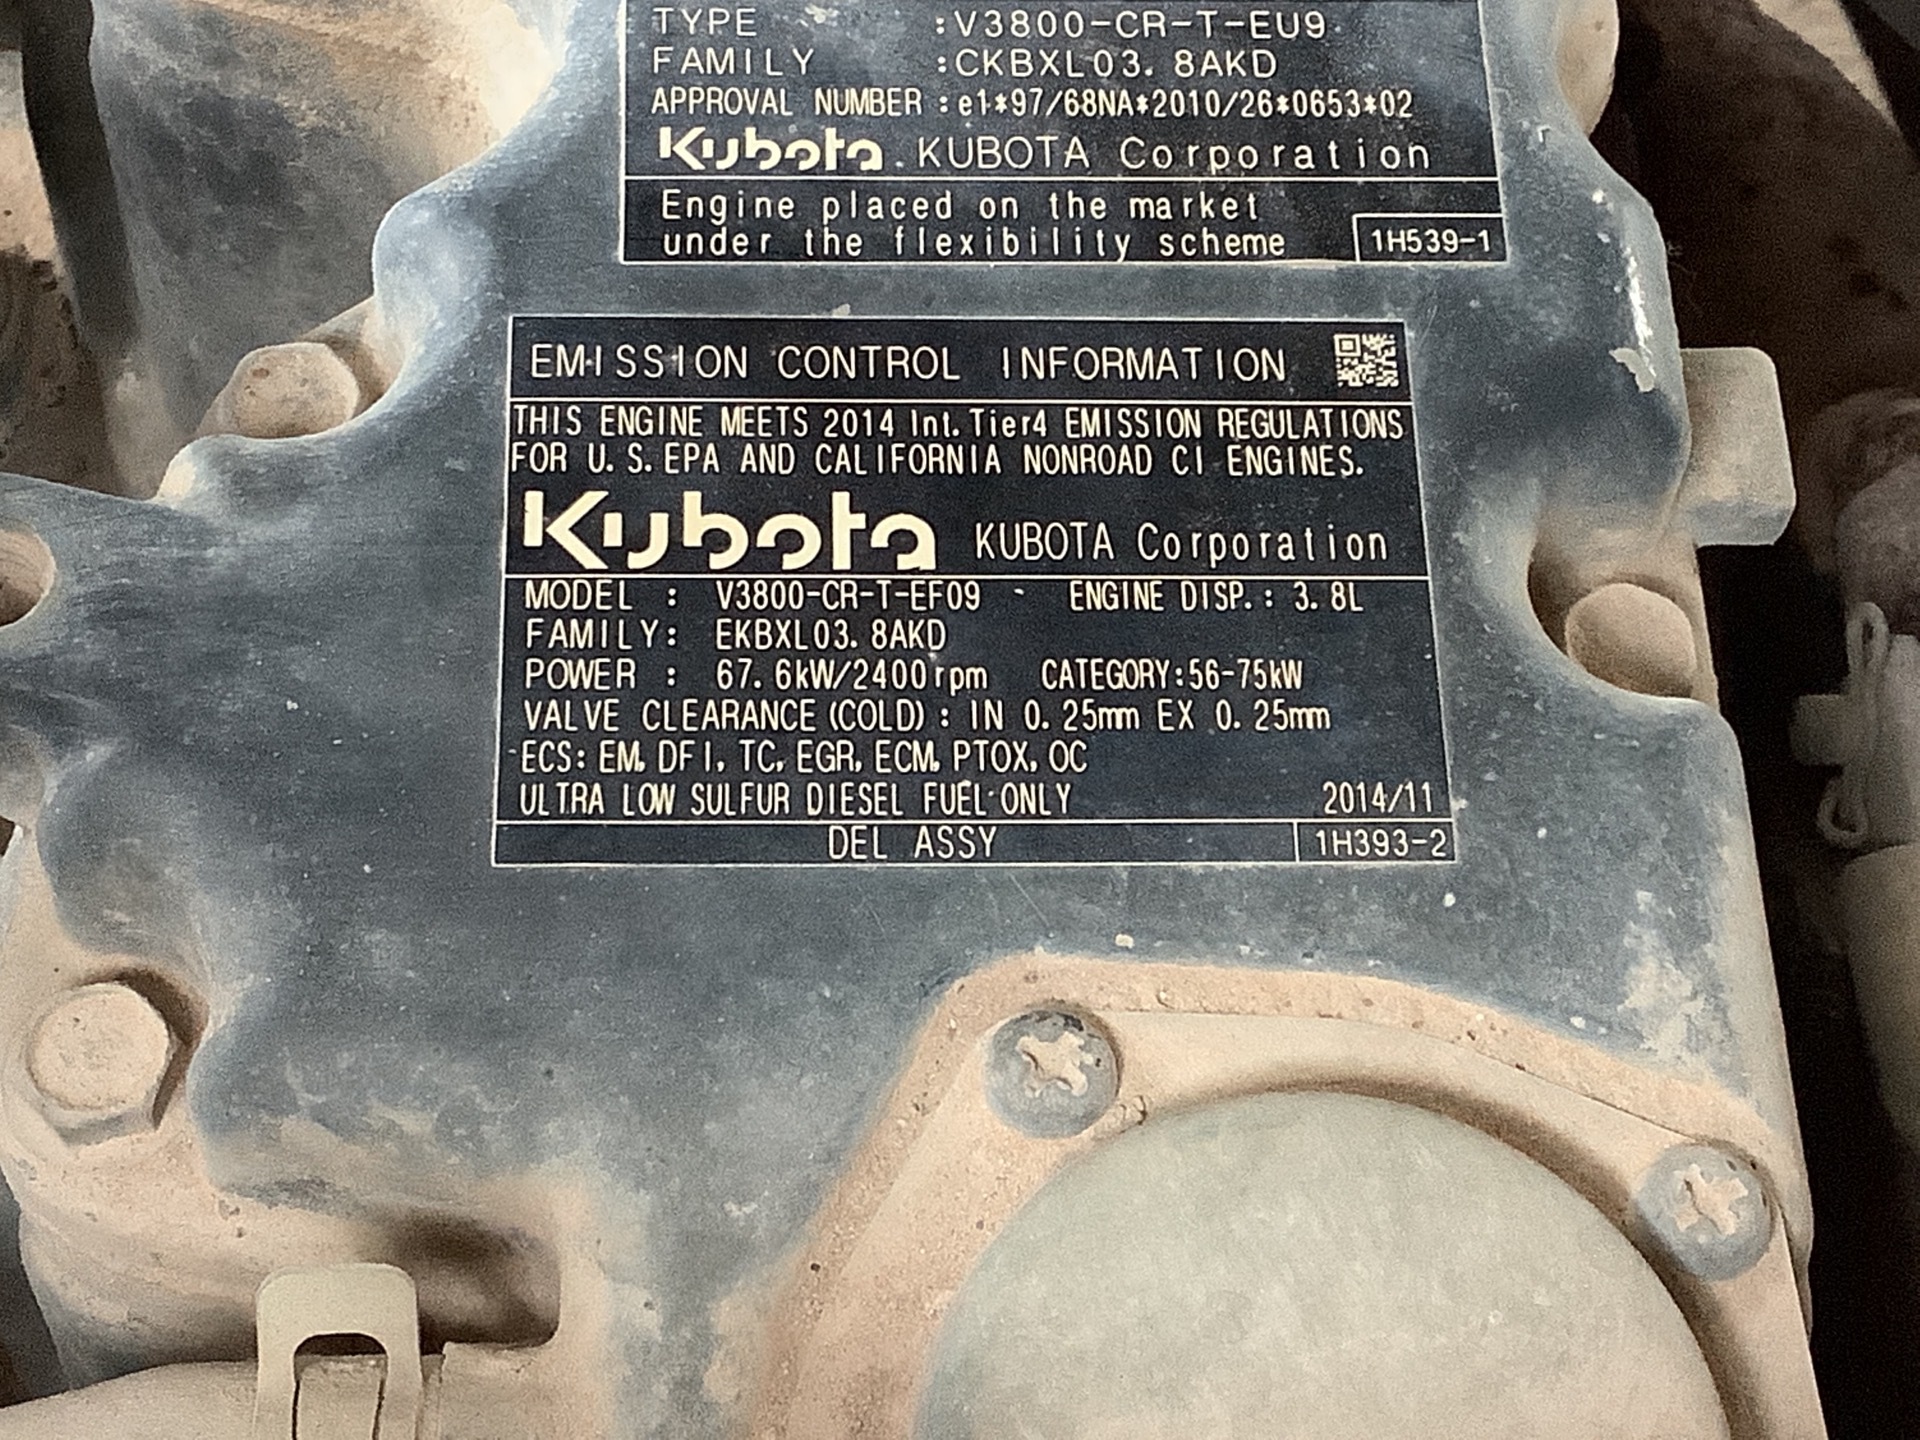 TYPE :V3800-CR-T-EU9
FAMILY :CKBXL03.8AKD
APPROVAL NUMBER :e1*97/68NA*2010/26*0653*02
Kubota KUBOTA Corporation
Engine placed on the market
under the flexibility scheme 1H539-1
EMISSION CONTROL INFORMATION
THIS ENGINE MEETS 2014 Int.Tier4 EMISSION REGULATIONS
FOR U.S.EPA AND CALIFORNIA NONROAD CI ENGINES.
Kubota KUBOTA Corporation
MODEL : V3800-CR-T-EF09 ENGINE DISP.: 3.8L
FAMILY: EKBXL03.8AKD
POWER : 67.6kW/2400rpm CATEGORY:56-75kW
VALVE CLEARANCE(COLD): IN 0.25mm EX 0.25mm
ECS: EM, DFI, TC, EGR, ECM, PTOX, OC
ULTRA LOW SULFUR DIESEL FUEL ONLY 2014/11
DEL ASSY 1H393-2